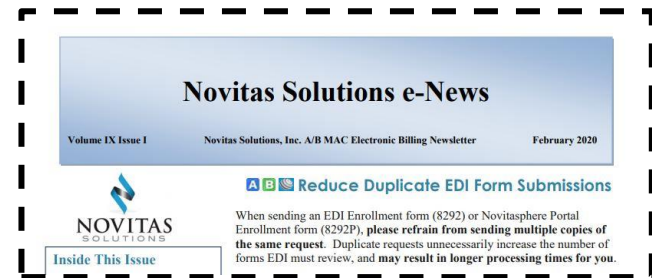 Novitas Solutions e-News
Volume IX Issue I Novitas Solutions, Inc. A/B MAC Electronic Billing Newsletter February 2020
NOVITAS
SOLUTIONS
Inside This Issue
A B Reduce Duplicate EDI Form Submissions
When sending an EDI Enrollment form (8292) or Novitasphere Portal
Enrollment form (8292P), please refrain from sending multiple copies of
the same request. Duplicate requests unnecessarily increase the number of
forms EDI must review, and may result in longer processing times for you.